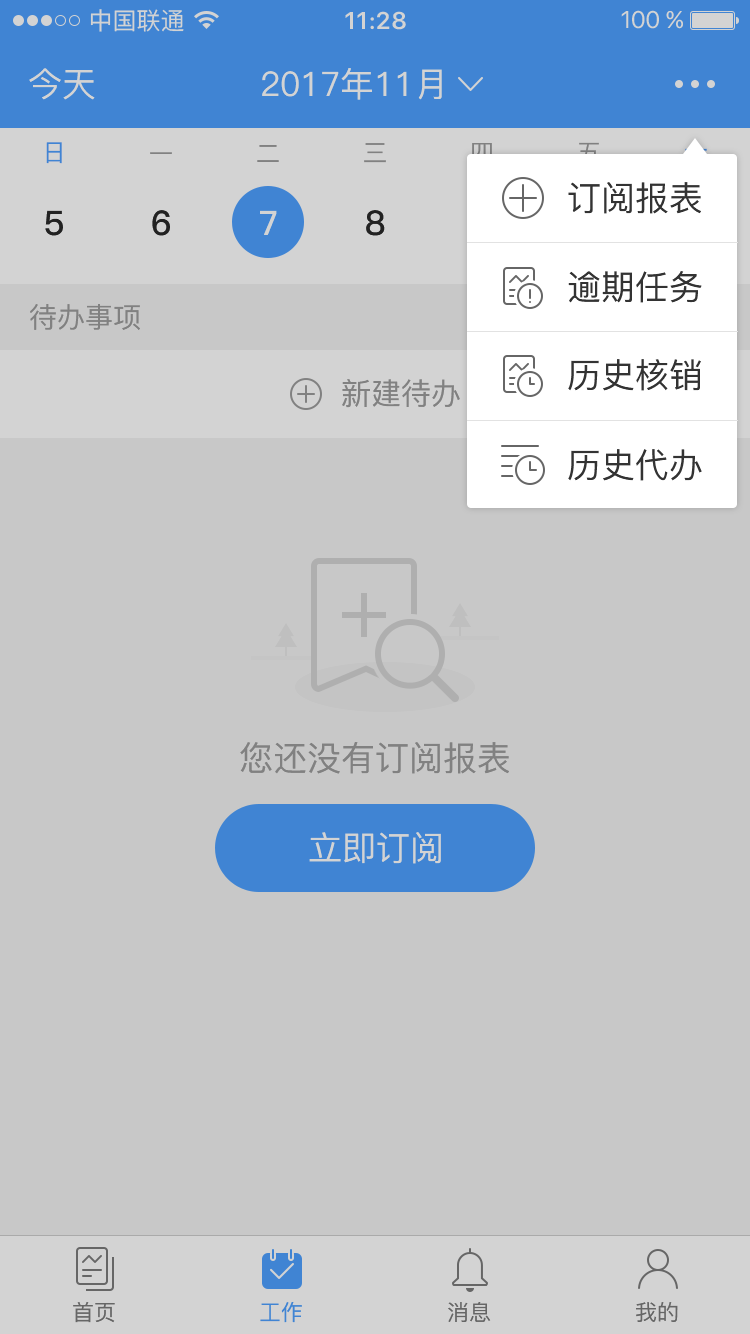 中国联通 11:28 100 %
今天 2017年11月
日 一 二 三 四 五
5 6 7 8
订阅报表
逾期任务
历史核销
历史代办
待办事项
新建待办
您还没有订阅报表
立即订阅
首页 工作 消息 我的